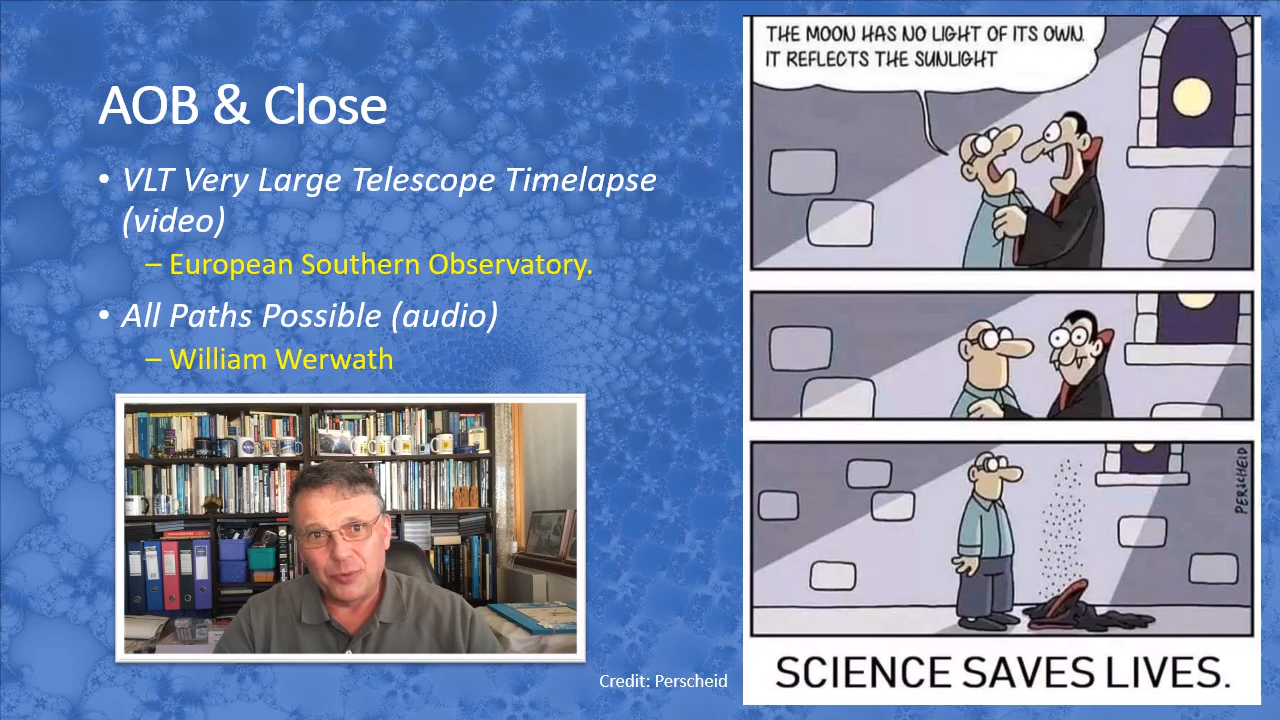 AOB & Close
• VLT Very Large Telescope Timelapse
(video)
– European Southern Observatory.
• All Paths Possible (audio)
– William Werwath
Credit: Perscheid
THE MOON HAS NO LIGHT OF ITS OWN.
IT REFLECTS THE SUNLIGHT
PERSCHEID
SCIENCE SAVES LIVES.